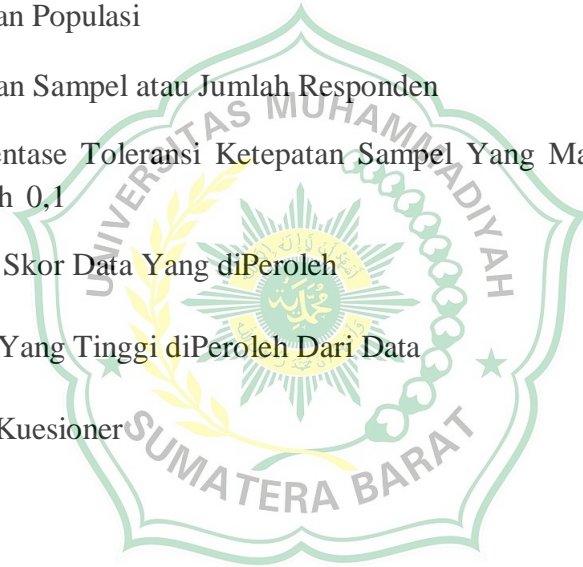 an Populasi
an Sampel atau Jumlah Responden
entase Toleransi Ketepatan Sampel Yang Ma
h 0,1
Skor Data Yang diPeroleh
Yang Tinggi diPeroleh Dari Data
Kuesioner
UNIVERSITAS MUHAMMADIYAH
SUMATERA BARAT
محمدية